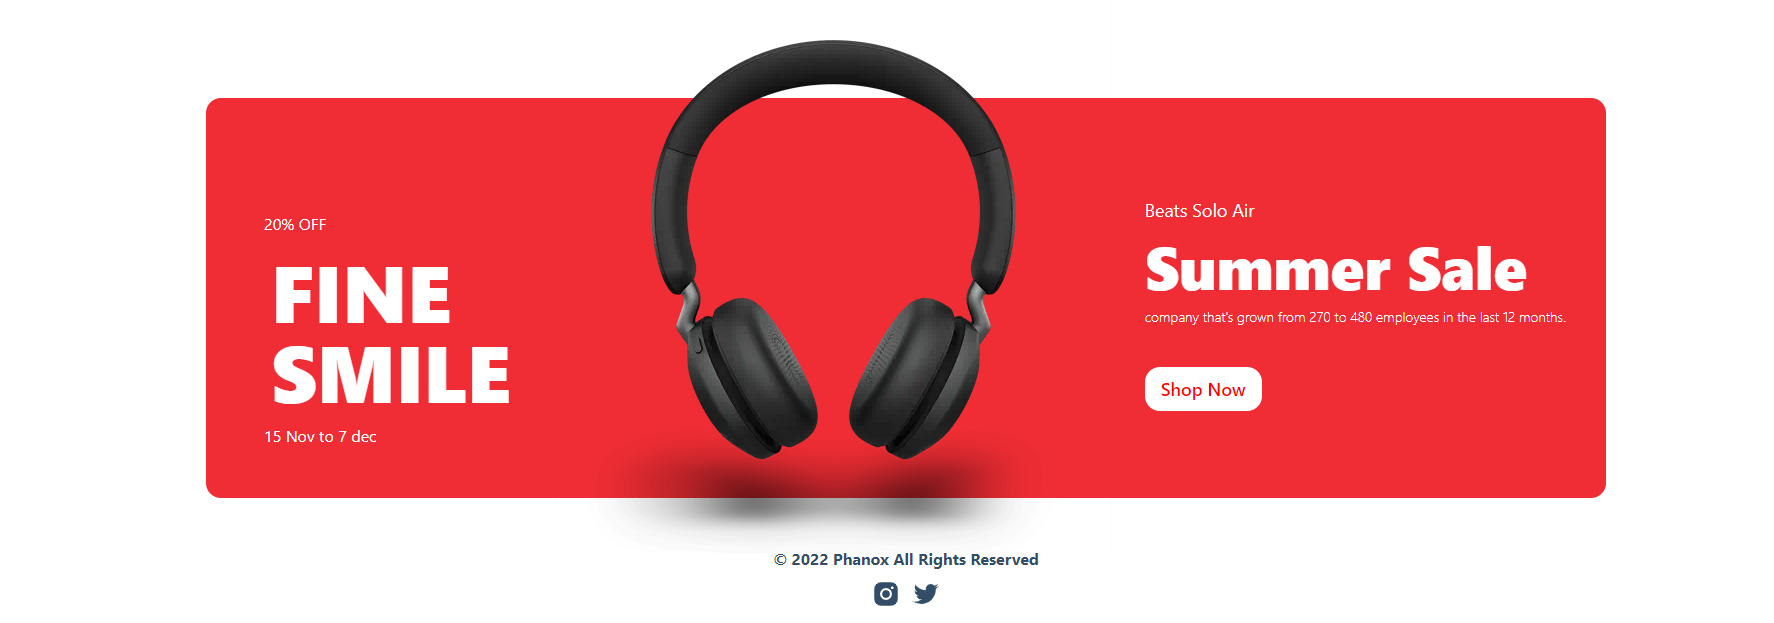 20% OFF
FINE
SMILE
15 Nov to 7 dec
Beats Solo Air
Summer Sale
company that's grown from 270 to 480 employees in the last 12 months.
Shop Now
© 2022 Phanox All Rights Reserved